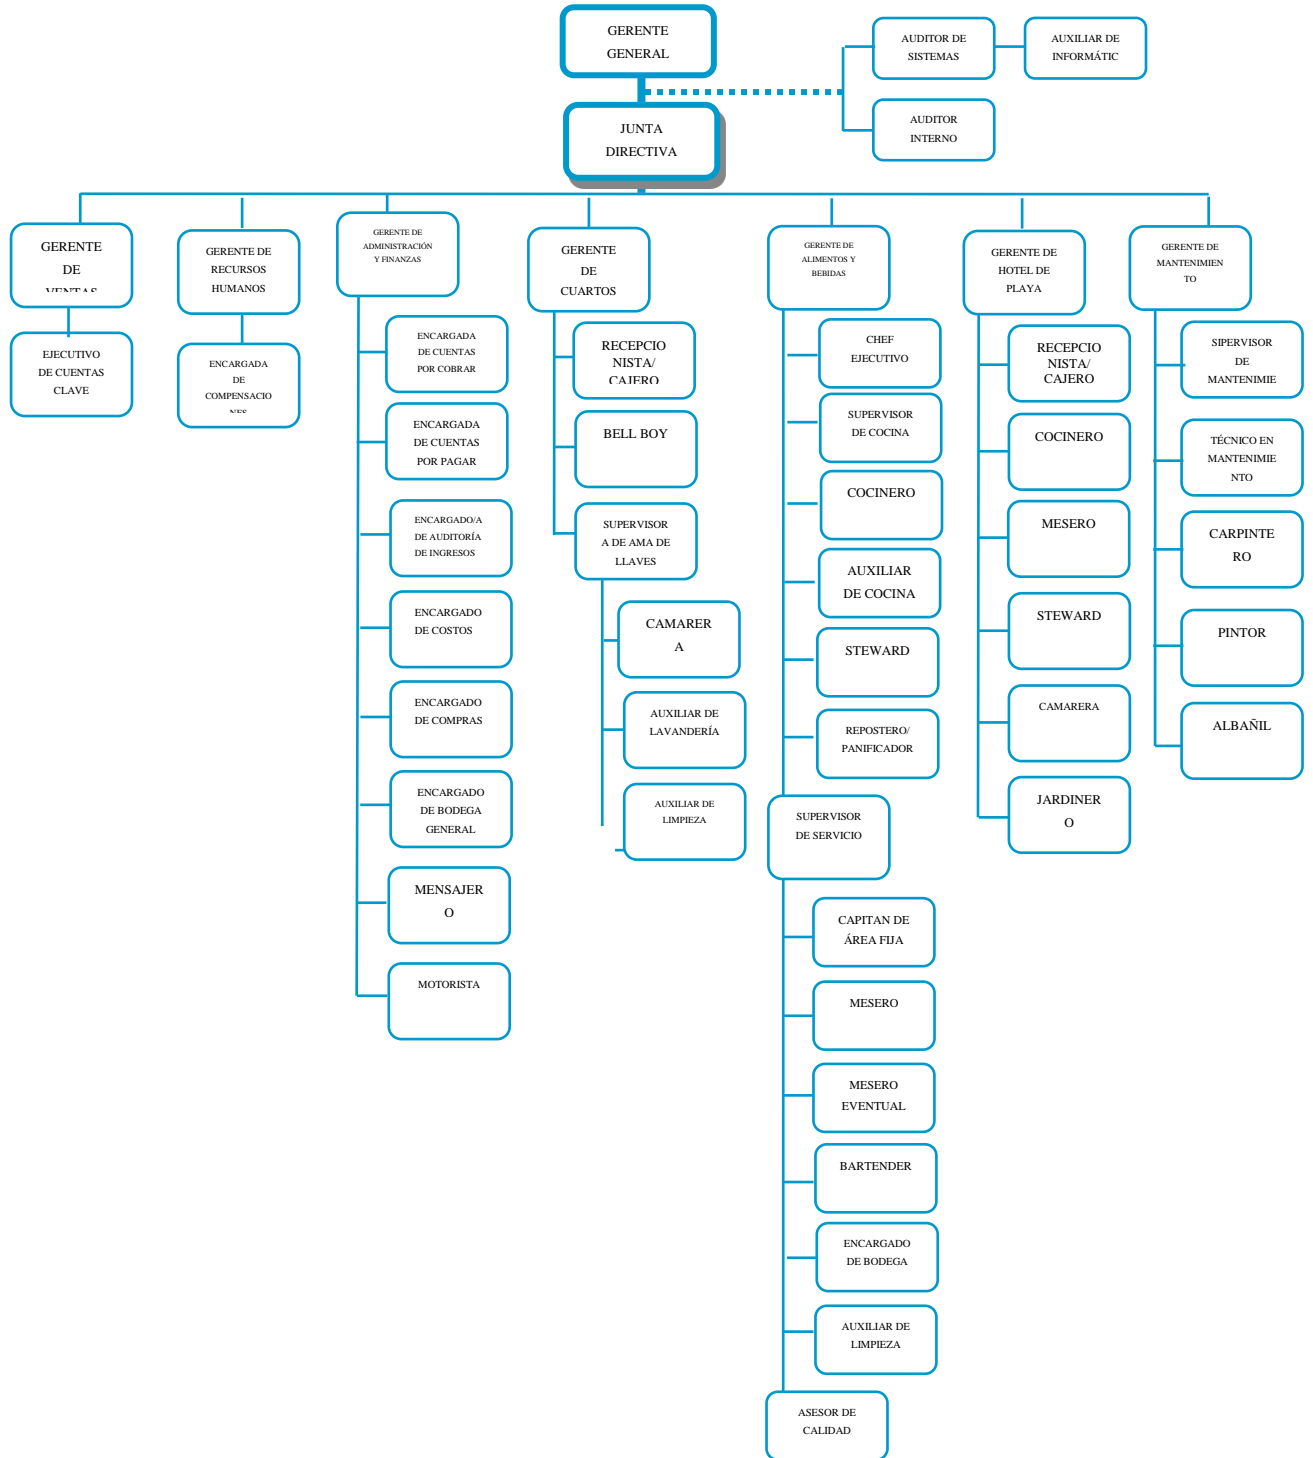 GERENTE
GENERAL
AUDITOR DE
SISTEMAS
AUXILIAR DE
INFORMÁTIC
JUNTA
DIRECTIVA
AUDITOR
INTERNO
GERENTE
DE
VENTAS
EJECUTIVO
DE CUENTAS
CLAVE
GERENTE DE
RECURSOS
HUMANOS
ENCARGADA
DE
COMPENSACIO
NES
GERENTE DE
ADMINISTRACIÓN
Y FINANZAS
ENCARGADA
DE CUENTAS
POR COBRAR
ENCARGADA
DE CUENTAS
POR PAGAR
ENCARGADO/A
DE AUDITORÍA
DE INGRESOS
ENCARGADO
DE COSTOS
ENCARGADO
DE COMPRAS
ENCARGADO
DE BODEGA
GENERAL
MENSAJER
O
MOTORISTA
GERENTE
DE
CUARTOS
RECEPCIO
NISTA/
CAJERO
BELL BOY
SUPERVISOR
A DE AMA DE
LLAVES
CAMARER
A
AUXILIAR DE
LAVANDERÍA
AUXILIAR DE
LIMPIEZA
GERENTE DE
ALIMENTOS Y
BEBIDAS
CHEF
EJECUTIVO
SUPERVISOR
DE COCINA
COCINERO
AUXILIAR
DE COCINA
STEWARD
REPOSTERO/
PANIFICADOR
SUPERVISOR
DE SERVICIO
CAPITAN DE
ÁREA FIJA
MESERO
MESERO
EVENTUAL
BARTENDER
ENCARGADO
DE BODEGA
AUXILIAR DE
LIMPIEZA
ASESOR DE
CALIDAD
GERENTE DE
HOTEL DE
PLAYA
RECEPCIO
NISTA/
CAJERO
COCINERO
MESERO
STEWARD
CAMARERA
JARDINER
O
GERENTE DE
MANTENIMIEN
TO
SIPERVISOR
DE
MANTENIMIE
TÉCNICO EN
MANTENIMIE
NTO
CARPINTE
RO
PINTOR
ALBAÑIL